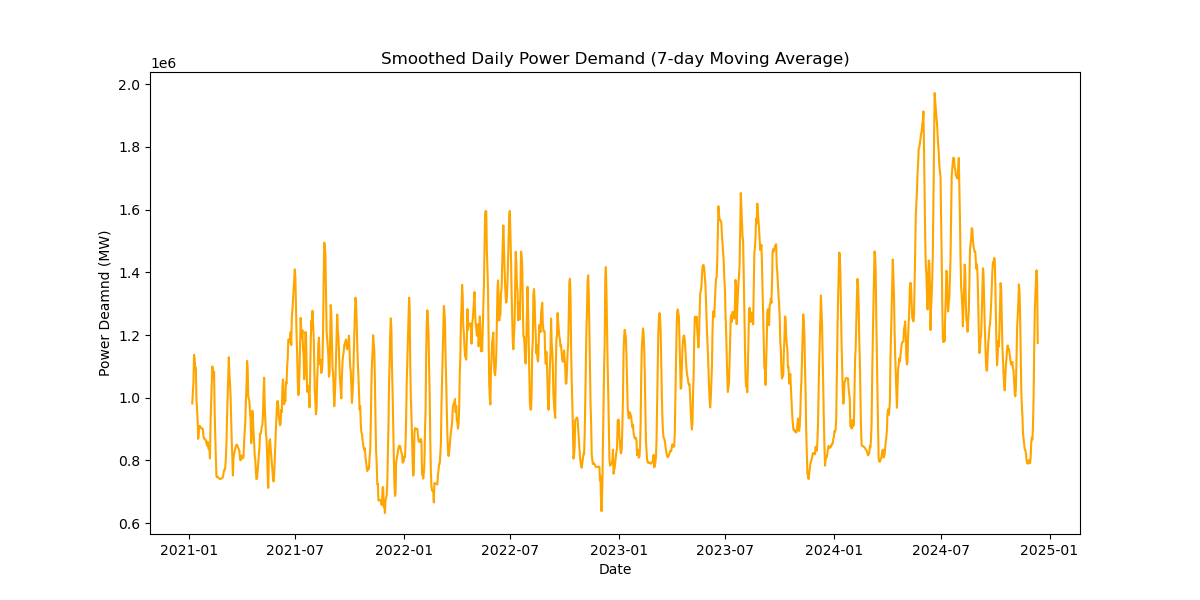 Smoothed Daily Power Demand (7-day Moving Average)
1e6
2.0
1.8
1.6
1.4
1.2
1.0
0.8
0.6
Power Deamnd (MW)
2021-01 2021-07 2022-01 2022-07 2023-01 2023-07 2024-01 2024-07 2025-01
Date